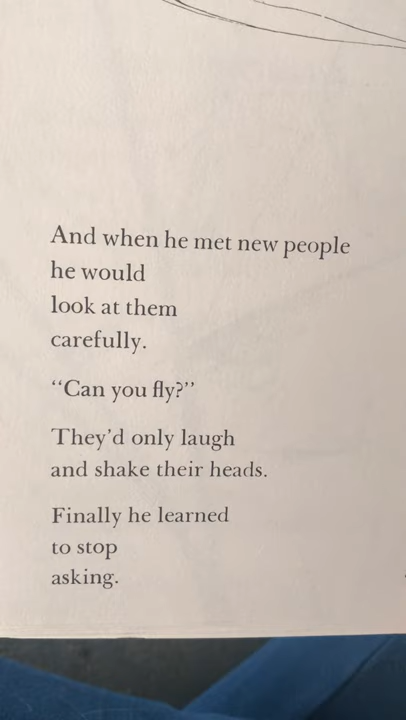 And when he met new people
he would
look at them
carefully.
“Can you fly?”
They’d only laugh
and shake their heads.
Finally he learned
to stop
asking.